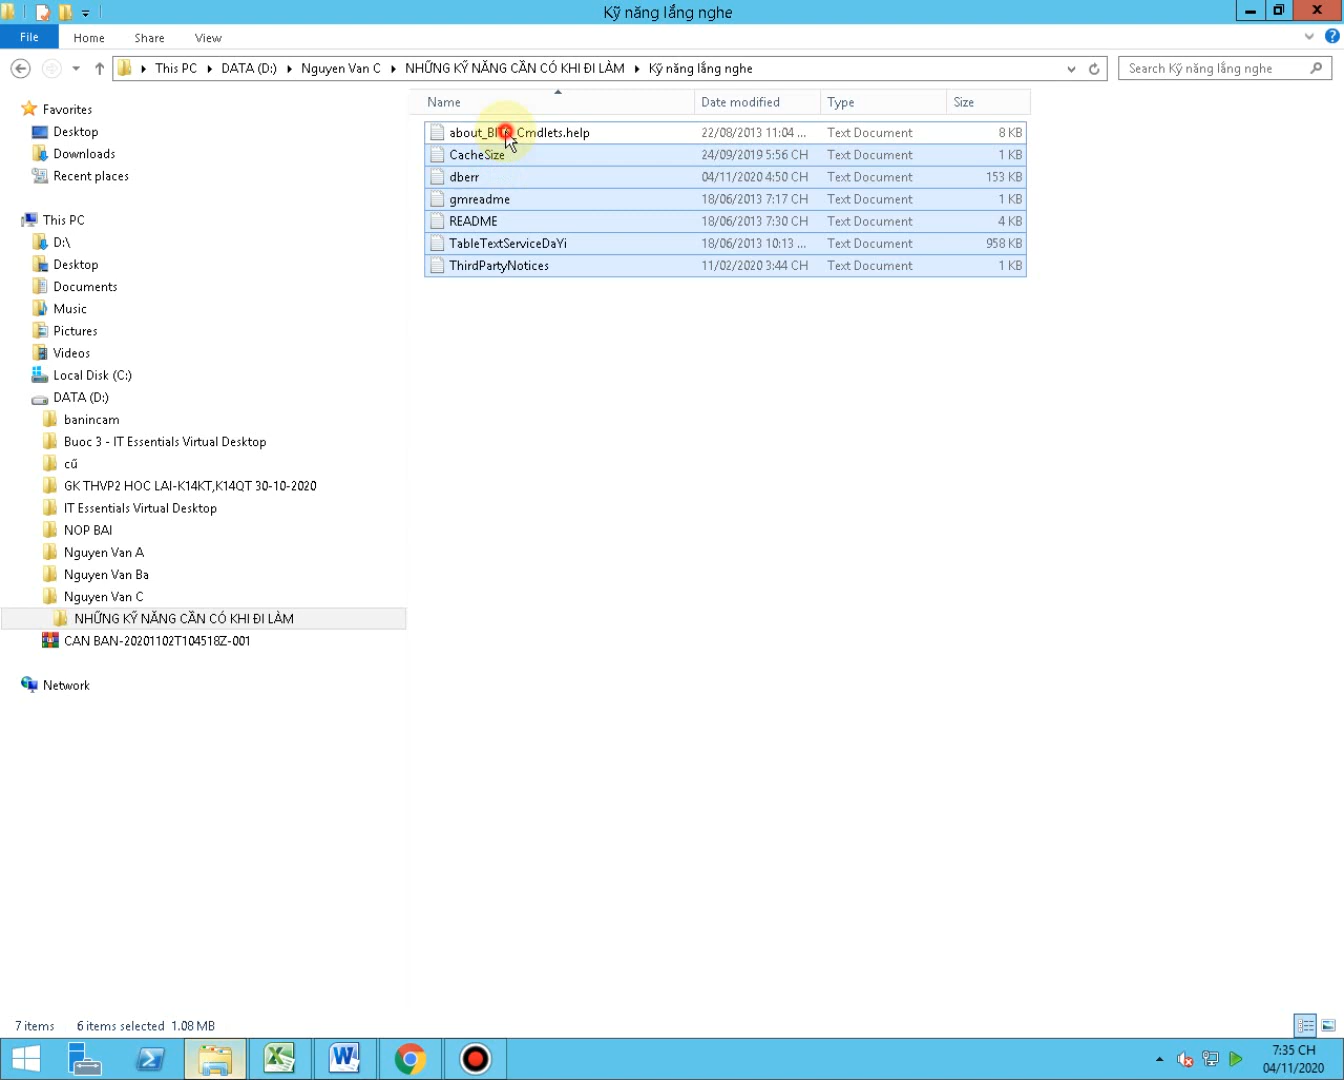 Kỹ năng lắng nghe
File Home Share View
This PC DATA (D:) Nguyen Van C NHỮNG KỸ NĂNG CẦN CÓ KHI ĐI LÀM Kỹ năng lắng nghe
Search Kỹ năng lắng nghe
Name Date modified Type Size
Favorites
Desktop
Downloads
Recent places
This PC
D:\
Desktop
Documents
Music
Pictures
Videos
Local Disk (C:)
DATA (D:)
banincam
Buoc 3 - IT Essentials Virtual Desktop
cũ
GK THVP2 HOC LAI-K14KT,K14QT 30-10-2020
IT Essentials Virtual Desktop
NOP BAI
Nguyen Van A
Nguyen Van Ba
Nguyen Van C
NHỮNG KỸ NĂNG CẦN CÓ KHI ĐI LÀM
CAN BAN-20201102T104518Z-001
Network
22/08/2013 11:04 ... Text Document 8 KB
CacheSize 24/09/2019 5:56 CH Text Document 1 KB
dberr 04/11/2020 4:50 CH Text Document 153 KB
gmreadme 18/06/2013 7:17 CH Text Document 1 KB
README 18/06/2013 7:30 CH Text Document 4 KB
TableTextServiceDaYi 18/06/2013 10:13 ... Text Document 958 KB
ThirdPartyNotices 11/02/2020 3:44 CH Text Document 1 KB
7 items 6 items selected 1.08 MB
7:35 CH
04/11/2020